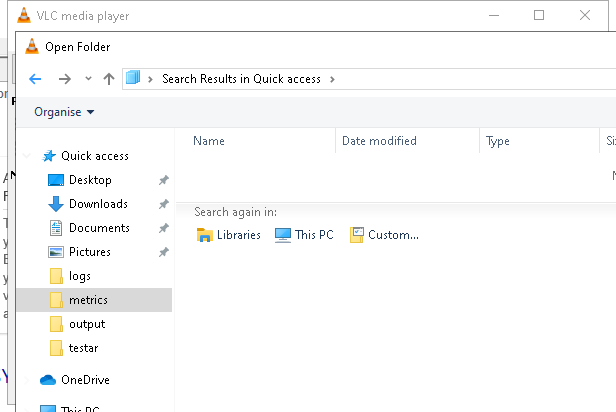 VLC media player
Open Folder
Search Results in Quick access
Organise
Name Date modified Type
Quick access
Desktop
Downloads
Documents
Pictures
logs
metrics
output
testar
OneDrive
This PC
Search again in:
Libraries This PC Custom...